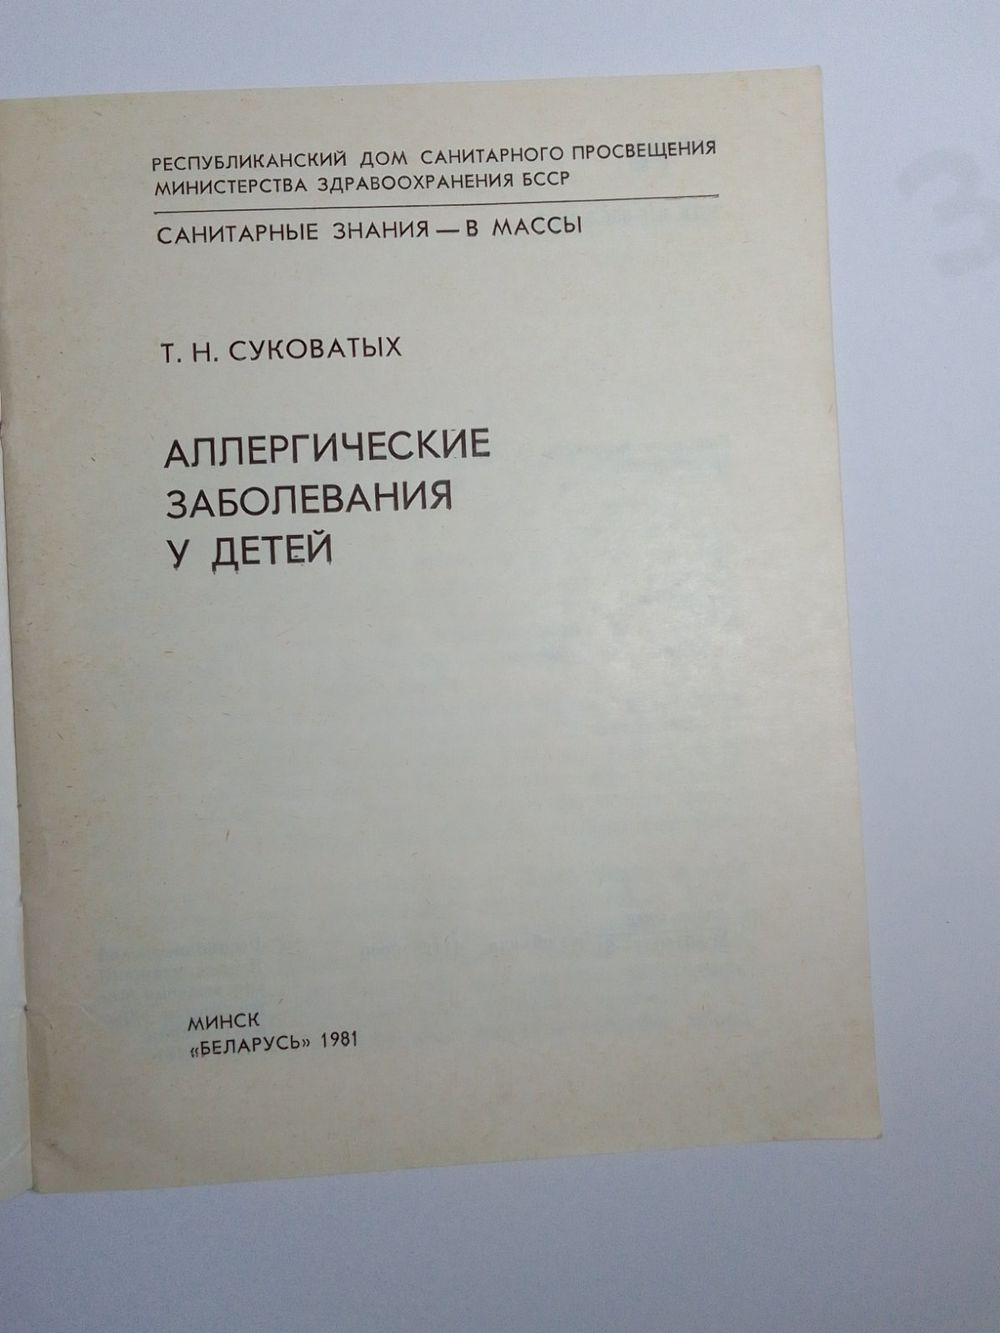 РЕСПУБЛИКАНСКИЙ ДОМ САНИТАРНОГО ПРОСВЕЩЕНИЯ
МИНИСТЕРСТВА ЗДРАВООХРАНЕНИЯ БССР
САНИТАРНЫЕ ЗНАНИЯ — В МАССЫ
Т. Н. СУКОВАТЫХ
АЛЛЕРГИЧЕСКИЕ
ЗАБОЛЕВАНИЯ
У ДЕТЕЙ
МИНСК
«БЕЛАРУСЬ» 1981